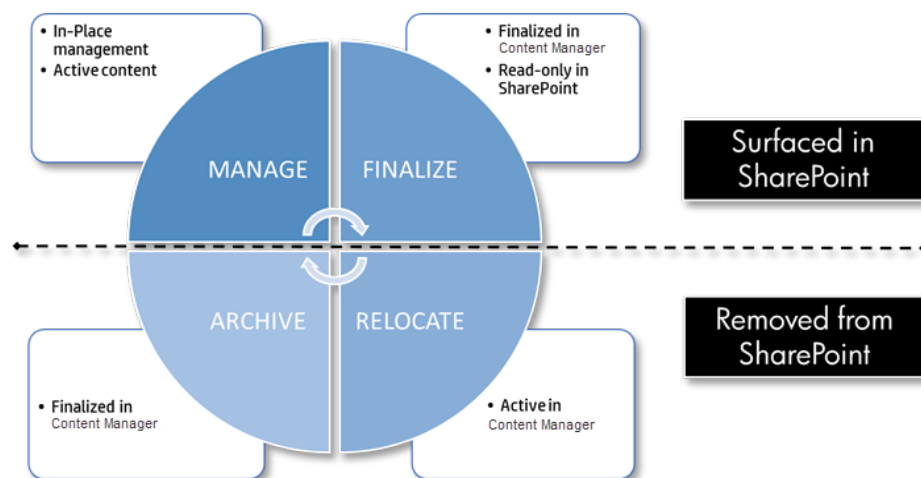 • In-Place
management
• Active content
• Finalized in
Content Manager
• Read-only in
SharePoint
MANAGE
FINALIZE
Surfaced in
SharePoint
ARCHIVE
RELOCATE
Removed from
SharePoint
• Finalized in
Content Manager
• Active in
Content Manager